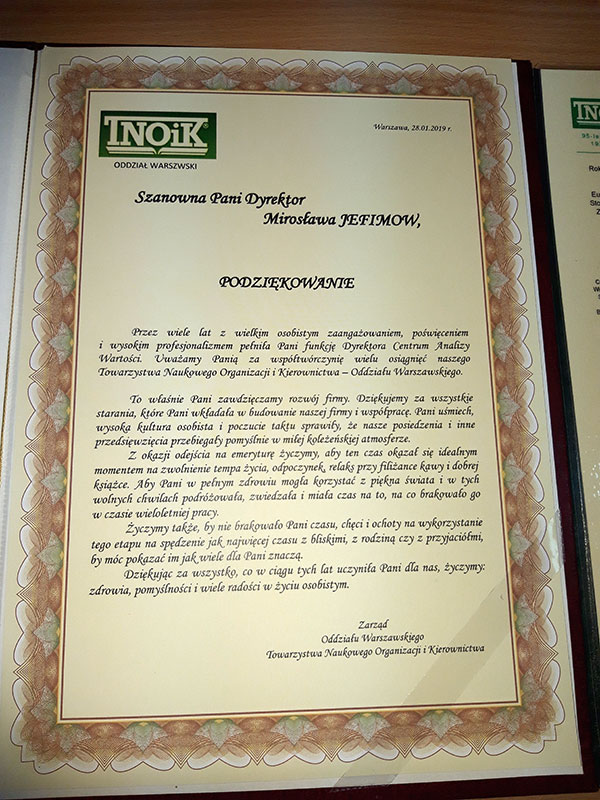 TNOiK®
ODDZIAŁ WARSZWSKI
Warszawa, 28.01.2019 r.
Szanowna Pani Dyrektor
Mirosława JEFIMOW,
PODZIĘKOWANIE
Przez wiele lat z wielkim osobistym zaangażowaniem, poświęceniem
i wysokim profesjonalizmem pełniła Pani funkcję Dyrektora Centrum Analizy
Wartości. Uważamy Panią za współtwórczynię wielu osiągnięć naszego
Towarzystwa Naukowego Organizacji i Kierownictwa – Oddziału Warszawskiego.
To właśnie Pani zawdzięczamy rozwój firmy. Dziękujemy za wszystkie
starania, które Pani wkładała w budowanie naszej firmy i współpracę. Pani uśmiech,
wysoka kultura osobista i poczucie taktu sprawiły, że nasze posiedzenia i inne
przedsięwzięcia przebiegały pomyślnie w miłej koleżeńskiej atmosferze.
Z okazji odejścia na emeryturę życzymy, aby ten czas okazał się idealnym
momentem na zwolnienie tempa życia, odpoczynek, relaks przy filiżance kawy i dobrej
książce. Aby Pani w pełnym zdrowiu mogła korzystać z piękna świata i w tych
wolnych chwilach podróżowała, zwiedzała i miała czas na to, na co brakowało go
w czasie wieloletniej pracy.
Życzymy także, by nie brakowało Pani czasu, chęci i ochoty na wykorzystanie
tego etapu na spędzenie jak najwięcej czasu z bliskimi, z rodziną czy z przyjaciółmi,
by móc pokazać im jak wiele dla Pani znaczą.
Dziękując za wszystko, co w ciągu tych lat uczyniła Pani dla nas, życzymy:
zdrowia, pomyślności i wiele radości w życiu osobistym.
Zarząd
Oddziału Warszawskiego
Towarzystwa Naukowego Organizacji i Kierownictwa